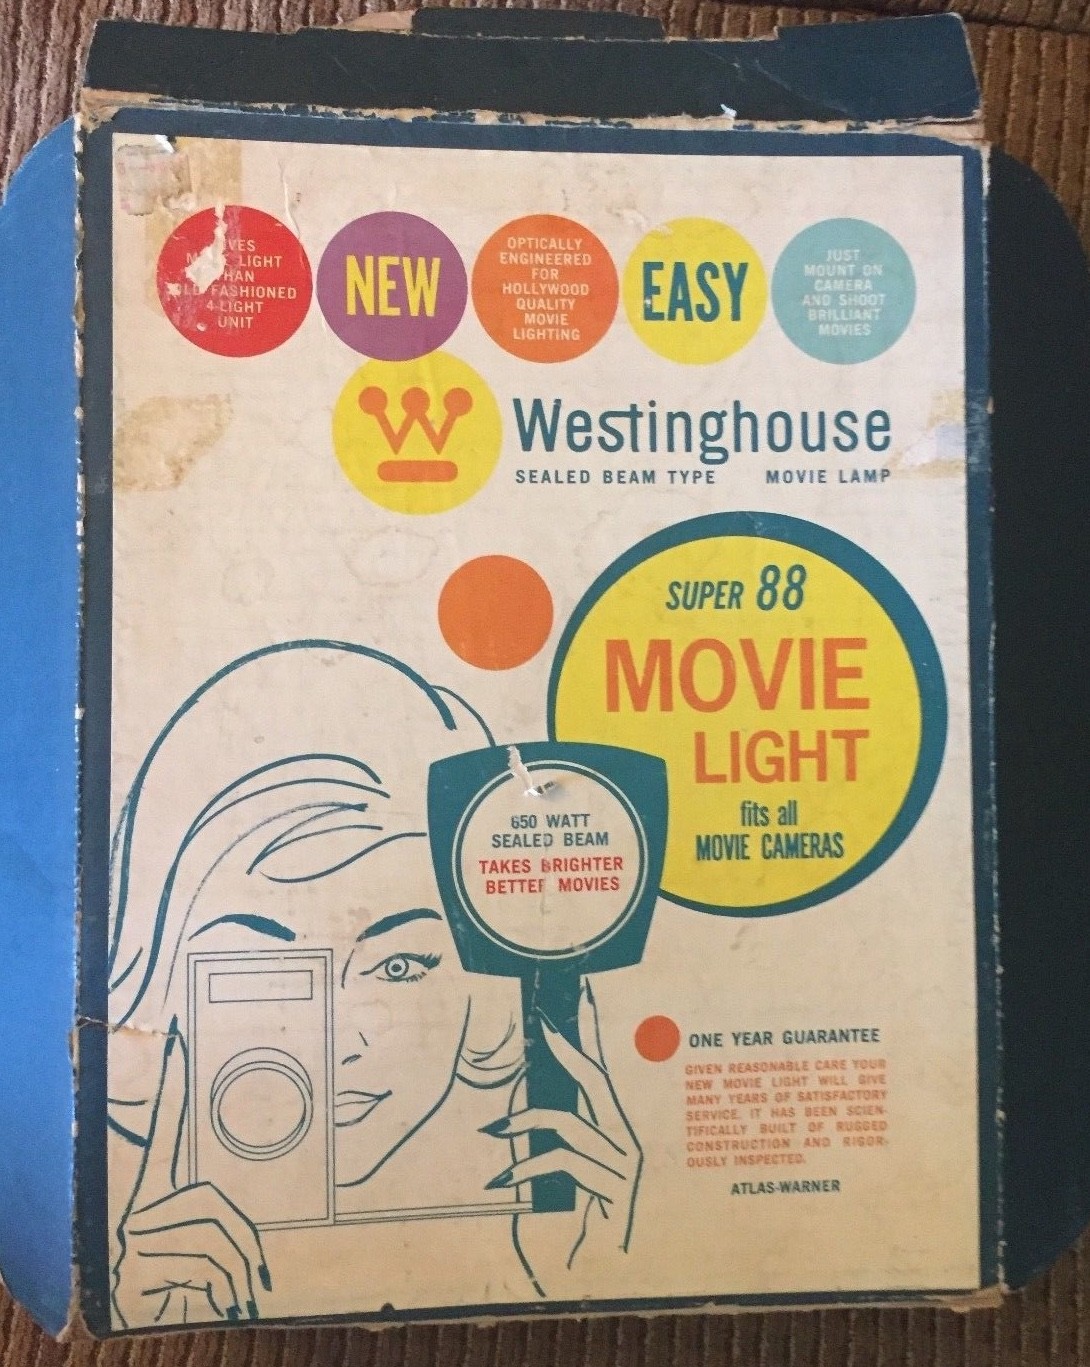 LIGHT
FASHIONED
4-LIGHT
UNIT
NEW
OPTICALLY
ENGINEERED
FOR
HOLLYWOOD
QUALITY
MOVIE
LIGHTING
EASY
JUST
MOUNT ON
CAMERA
AND SHOOT
BRILLIANT
MOVIES
W
Westinghouse
SEALED BEAM TYPE MOVIE LAMP
SUPER 88
MOVIE
LIGHT
fits all
MOVIE CAMERAS
650 WATT
SEALED BEAM
TAKES BRIGHTER
BETTER MOVIES
ONE YEAR GUARANTEE
GIVEN REASONABLE CARE YOUR
NEW MOVIE LIGHT WILL GIVE
MANY YEARS OF SATISFACTORY
SERVICE. IT HAS BEEN SCIEN-
TIFICALLY BUILT OF RUGGED
CONSTRUCTION AND RIGOR-
OUSLY INSPECTED.
ATLAS-WARNER